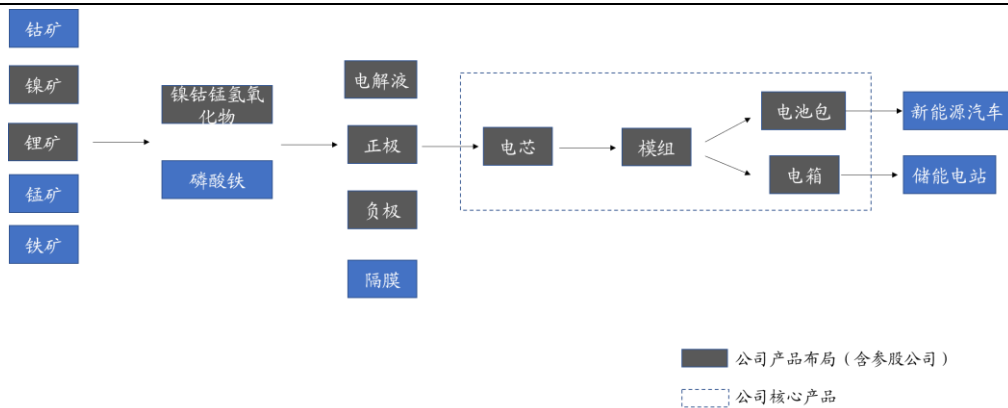 钴矿
镍矿
锂矿
锰矿
铁矿
镍钴锰氢氧
化物
磷酸铁
电解液
正极
负极
隔膜
电芯
模组
电池包
电箱
新能源汽车
储能电站
公司产品布局（含参股公司）
公司核心产品